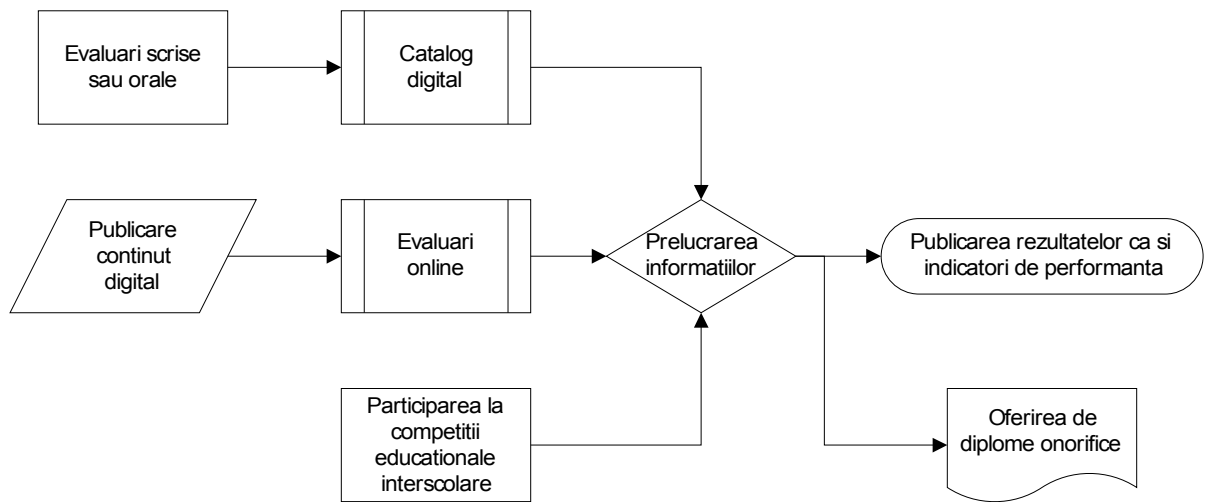 Evaluari scrise
sau orale
Catalog
digital
Publicare
continut
digital
Evaluari
online
Prelucrarea
informatiilor
Publicarea rezultatelor ca si
indicatori de performanta
Participarea la
competitii
educationale
interscolare
Oferirea de
diplome onorifice